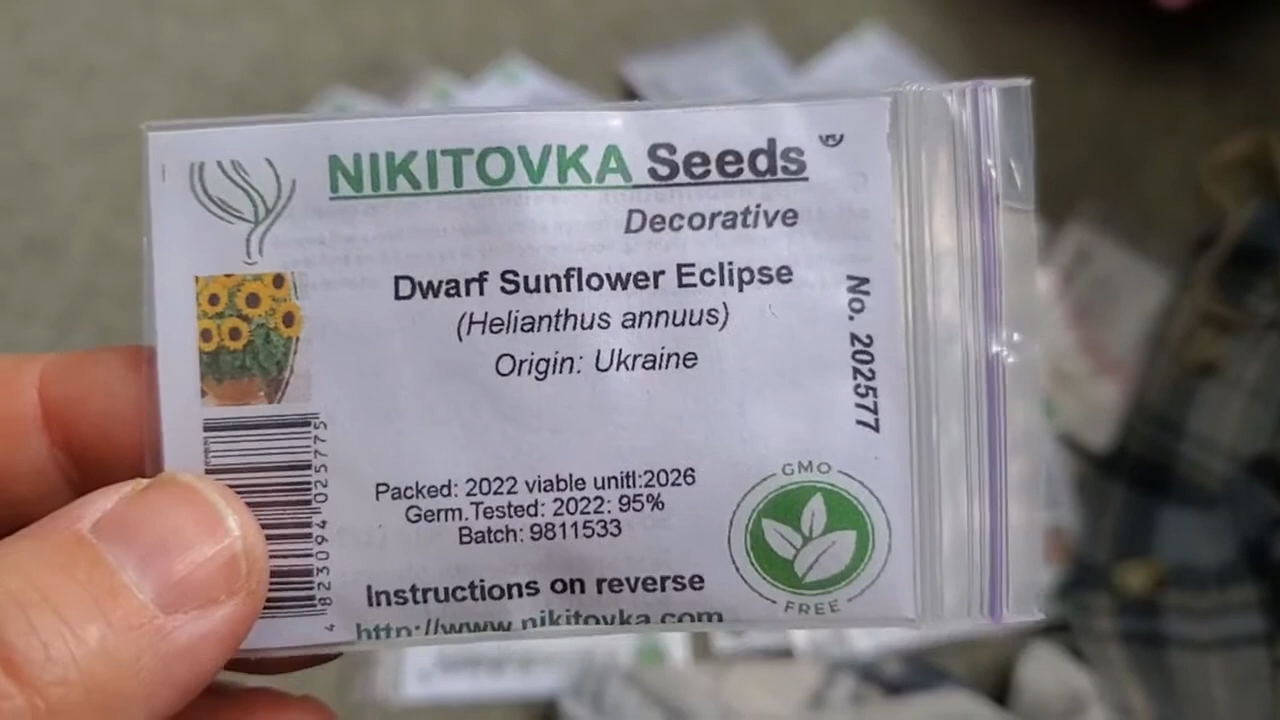 NIKITOVKA Seeds
Decorative
Dwarf Sunflower Eclipse
(Helianthus annuus)
Origin: Ukraine
No. 202577
Packed: 2022 viable unitl:2026
Germ.Tested: 2022: 95%
Batch: 9811533
GMO
FREE
4 823094 025775
Instructions on reverse
http://www.nikitovka.com